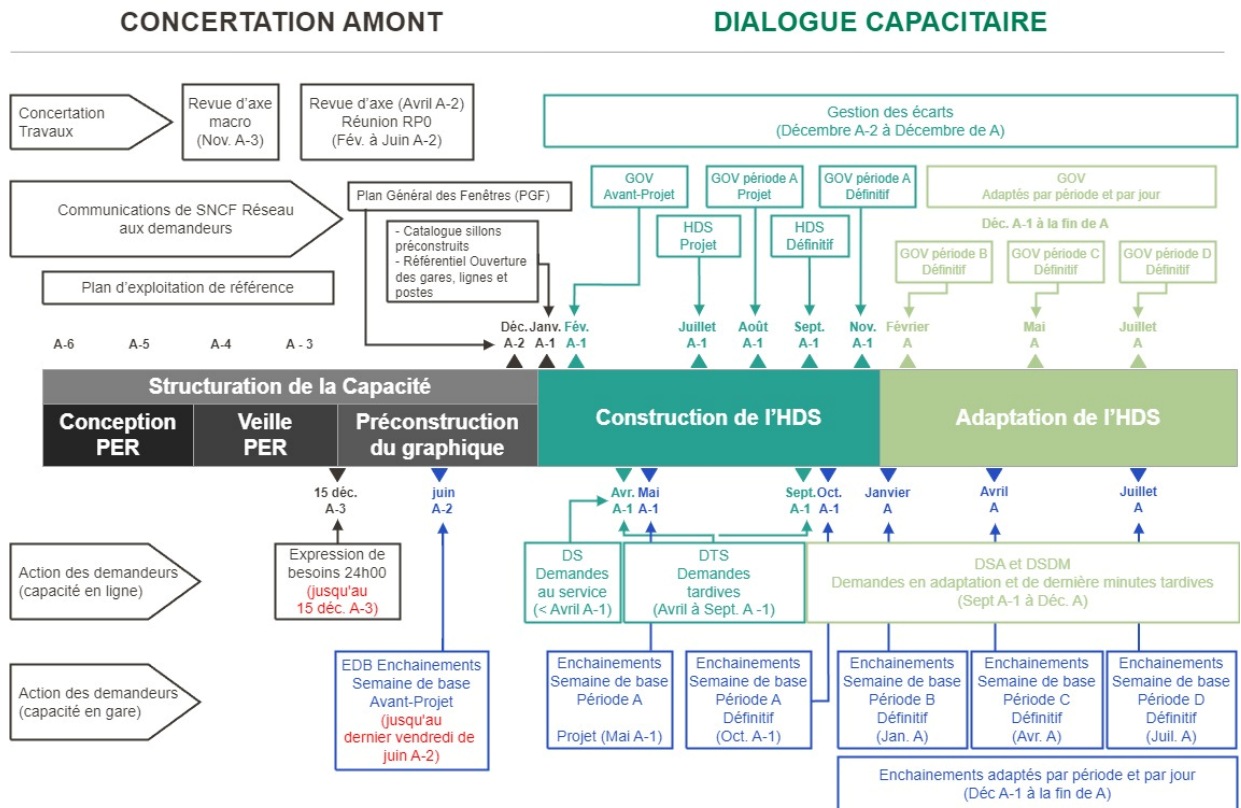 CONCERTATION AMONT
DIALOGUE CAPACITAIRE
Concertation
Travaux
Revue d'axe
macro
(Nov. A-3)
Revue d'axe (Avril A-2)
Réunion RP0
(Fév. à Juin A-2)
Gestion des écarts
(Décembre A-2 à Décembre de A)
Communications de SNCF Réseau
aux demandeurs
Plan Général des Fenêtres (PGF)
- Catalogue sillons
préconstruits
- Référentiel Ouverture
des gares, lignes et
postes
GOV
Avant-Projet
GOV période A
Projet
GOV période A
Définitif
GOV
Adaptés par période et par jour
Déc. A-1 à la fin de A
HDS
Projet
HDS
Définitif
GOV période B
Définitif
GOV période C
Définitif
GOV période D
Définitif
Plan d'exploitation de référence
A-6
A-5
A-4
A - 3
Déc.
A-2
Janv.
A-1
Fév.
A-1
Juillet
A-1
Août
A-1
Sept.
A-1
Nov.
A-1
Février
A
Mai
A
Juillet
A
Structuration de la Capacité
Conception
PER
Veille
PER
Préconstruction
du graphique
Construction de l'HDS
Adaptation de l'HDS
15 déc.
A-3
juin
A-2
Avr.
A-1
Mai
A-1
Sept.
A-1
Oct.
A-1
Janvier
A
Avril
A
Juillet
A
Action des demandeurs
(capacité en ligne)
Expression de
besoins 24h00
(jusqu'au
15 déc. A-3)
DS
Demandes
au service
(< Avril A-1)
DTS
Demandes
tardives
(Avril à Sept. A -1)
DSA et DSDM
Demandes en adaptation et de dernière minutes tardives
(Sept A-1 à Déc. A)
Action des demandeurs
(capacité en gare)
EDB Enchainements
Semaine de base
Avant-Projet
(jusqu'au
dernier vendredi de
juin A-2)
Enchainements
Semaine de base
Période A
Projet (Mai A-1)
Enchainements
Semaine de base
Période A
Définitif
(Oct. A-1)
Enchainements
Semaine de base
Période B
Définitif
(Jan. A)
Enchainements
Semaine de base
Période C
Définitif
(Avr. A)
Enchainements
Semaine de base
Période D
Définitif
(Juil. A)
Enchainements adaptés par période et par jour
(Déc A-1 à la fin de A)